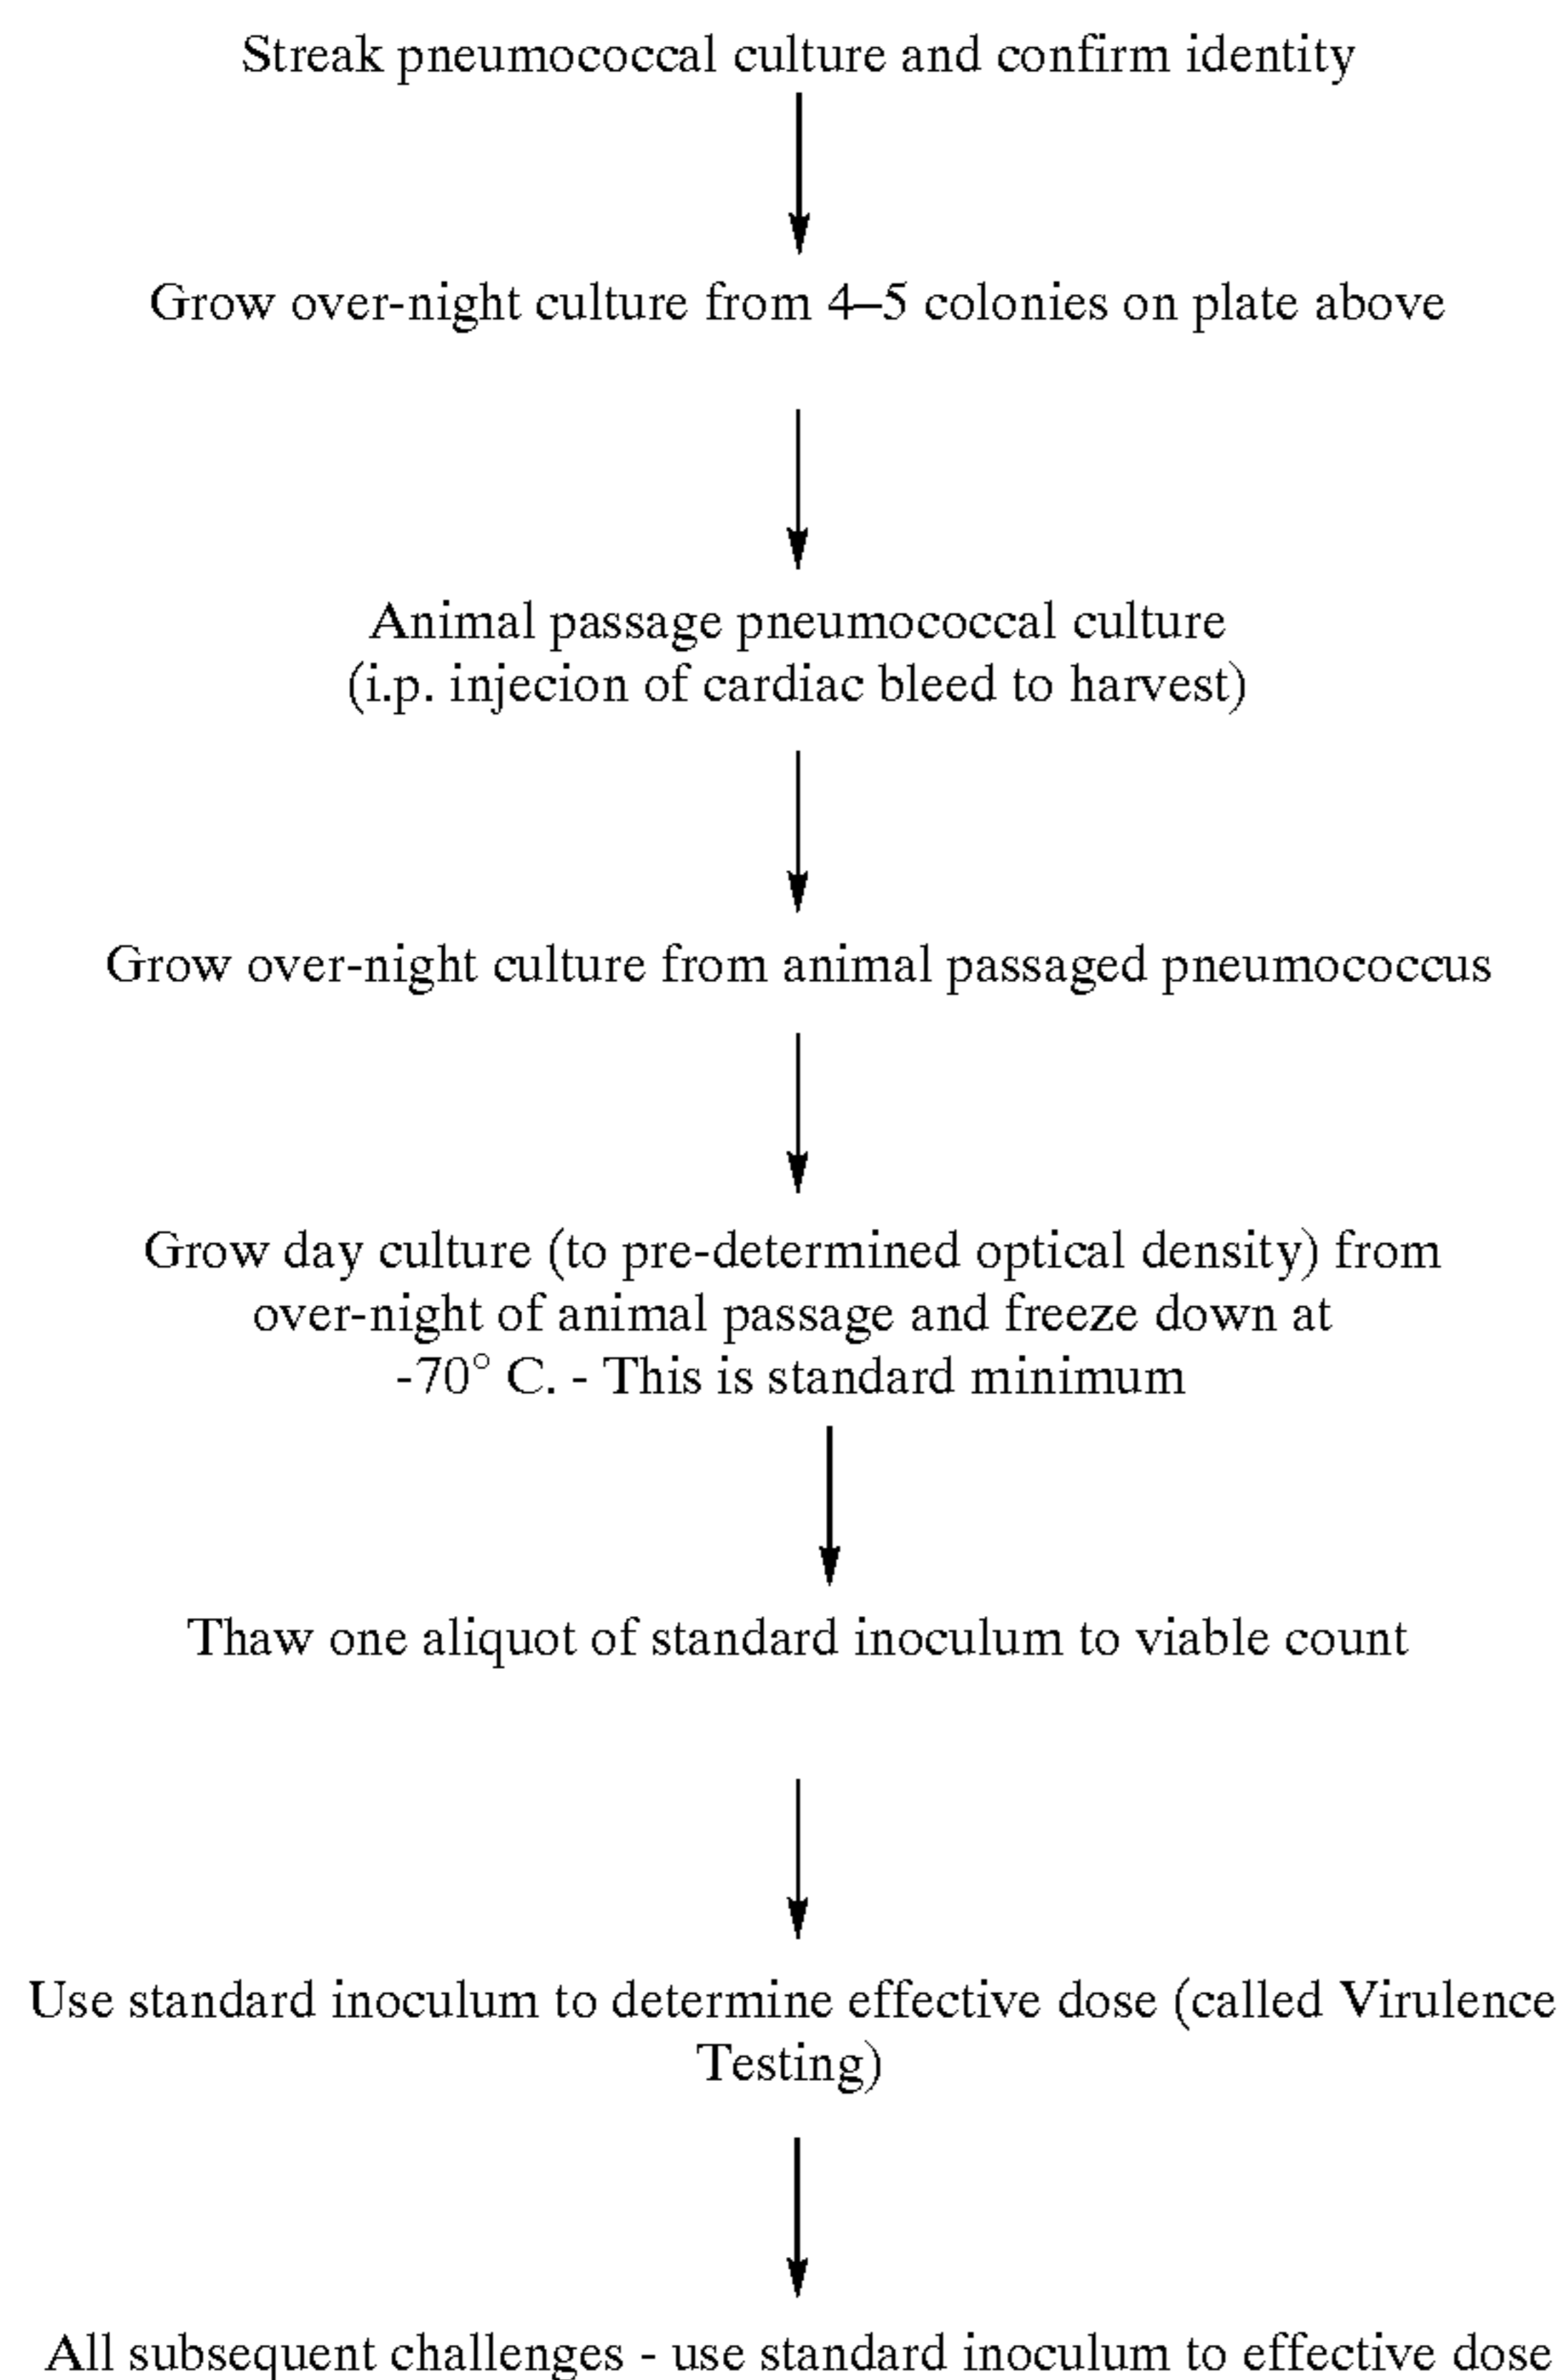 Streak pneumococcal culture and confirm identity
Grow over-night culture from 4–5 colonies on plate above
Animal passage pneumococcal culture
(i.p. injecion of cardiac bleed to harvest)
Grow over-night culture from animal passaged pneumococcus
Grow day culture (to pre-determined optical density) from
over-night of animal passage and freeze down at
-70° C. - This is standard minimum
Thaw one aliquot of standard inoculum to viable count
Use standard inoculum to determine effective dose (called Virulence
Testing)
All subsequent challenges - use standard inoculum to effective dose